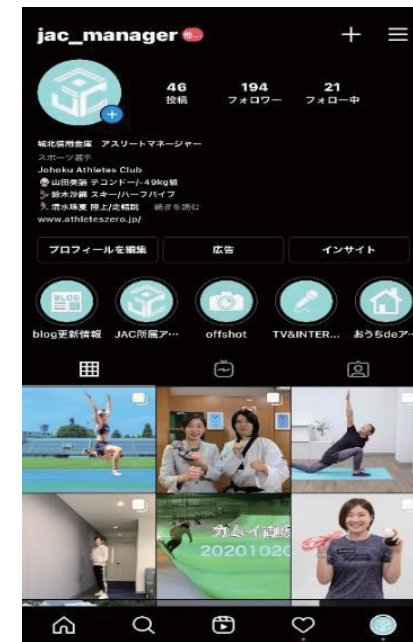 jac_manager 他...
46 194 21
投稿 フォロワー フォロー中
城北信用金庫 アスリートマネージャー
スポーツ選手
Johoku Athletes Club
山田美諭 テコンドー/-49kg級
鈴木沙織 スキー/ハーフパイプ
清水珠夏 陸上/走幅跳 続きを読む
www.athleteszero.jp/
プロフィールを編集 広告 インサイト
BLOG
blog更新情報 JAC所属ア… offshot TV&INTER... おうちdeア…
20201020